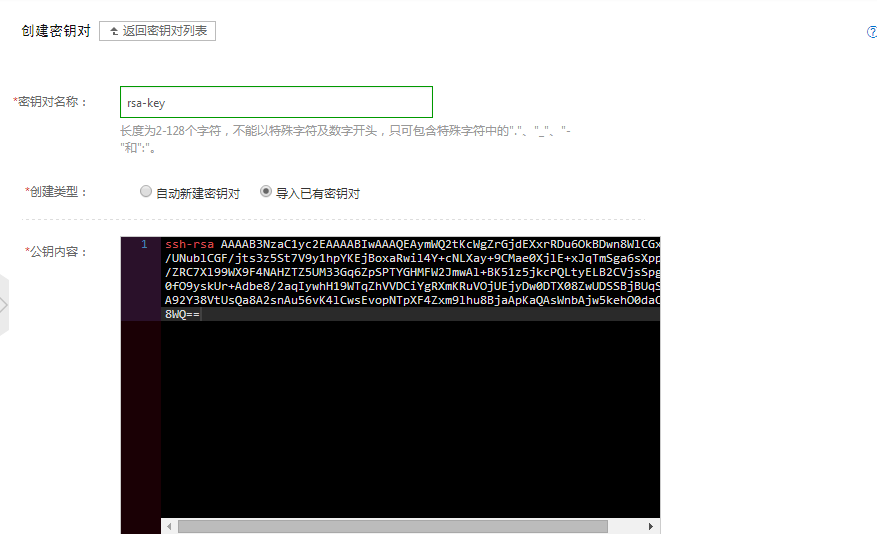 创建密钥对 返回密钥对列表
*密钥对名称：
rsa-key
长度为2-128个字符，不能以特殊字符及数字开头，只可包含特殊字符中的"."、"_"、"-
"和":"。
*创建类型： 自动新建密钥对 导入已有密钥对
*公钥内容：
1 ssh-rsa AAAAB3NzaC1yc2EAAAABIwAAAQEAymWQ2tKcWgZrGjdEXxrRDu6OkBDwn8WlCGx
/UNublCGF/jts3z5St7V9y1hpYKEjBoxaRwil4Y+cNLXay+9CMae0XjlE+xJqTmSga6sXpp
/ZRC7Xl99WX9F4NAHZTZ5UM33Gq6ZpSPTYGHMFW2JmwAl+BK51z5jkcPQLtyELB2CVjsSpg
0fO9yskUr+Adbe8/2aqIywhH19WTqZhVVDCiYgRXmKRuVOjUEjyDw0DTX08ZwUDSSBjBUqS
A92Y38VtUsQa8A2snAu56vK4lCwsEvopNTpXF4Zxm9lhu8BjaApKaQAsWnbAjw5kehO0daC
8WQ==